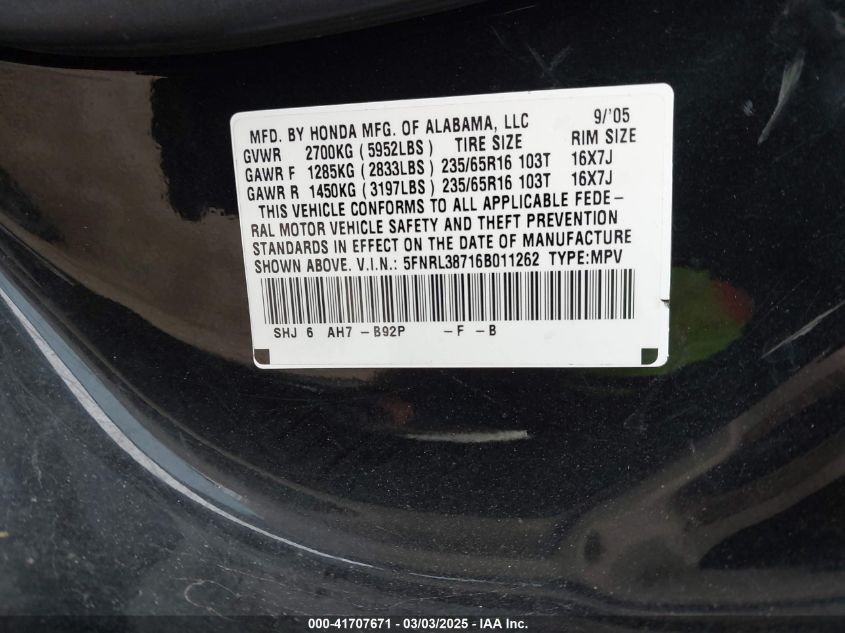 MFD. BY HONDA MFG. OF ALABAMA, LLC 9/'05
GVWR 2700KG (5952LBS) TIRE SIZE RIM SIZE
GAWR F 1285KG (2833LBS) 235/65R16 103T 16X7J
GAWR R 1450KG (3197LBS) 235/65R16 103T 16X7J
THIS VEHICLE CONFORMS TO ALL APPLICABLE FEDE-
RAL MOTOR VEHICLE SAFETY AND THEFT PREVENTION
STANDARDS IN EFFECT ON THE DATE OF MANUFACTURE
SHOWN ABOVE. V.I.N.: 5FNRL38716B011262 TYPE:MPV
SHJ 6 AH7 -B92P -F -B
000-41707671 - 03/03/2025 - IAA Inc.